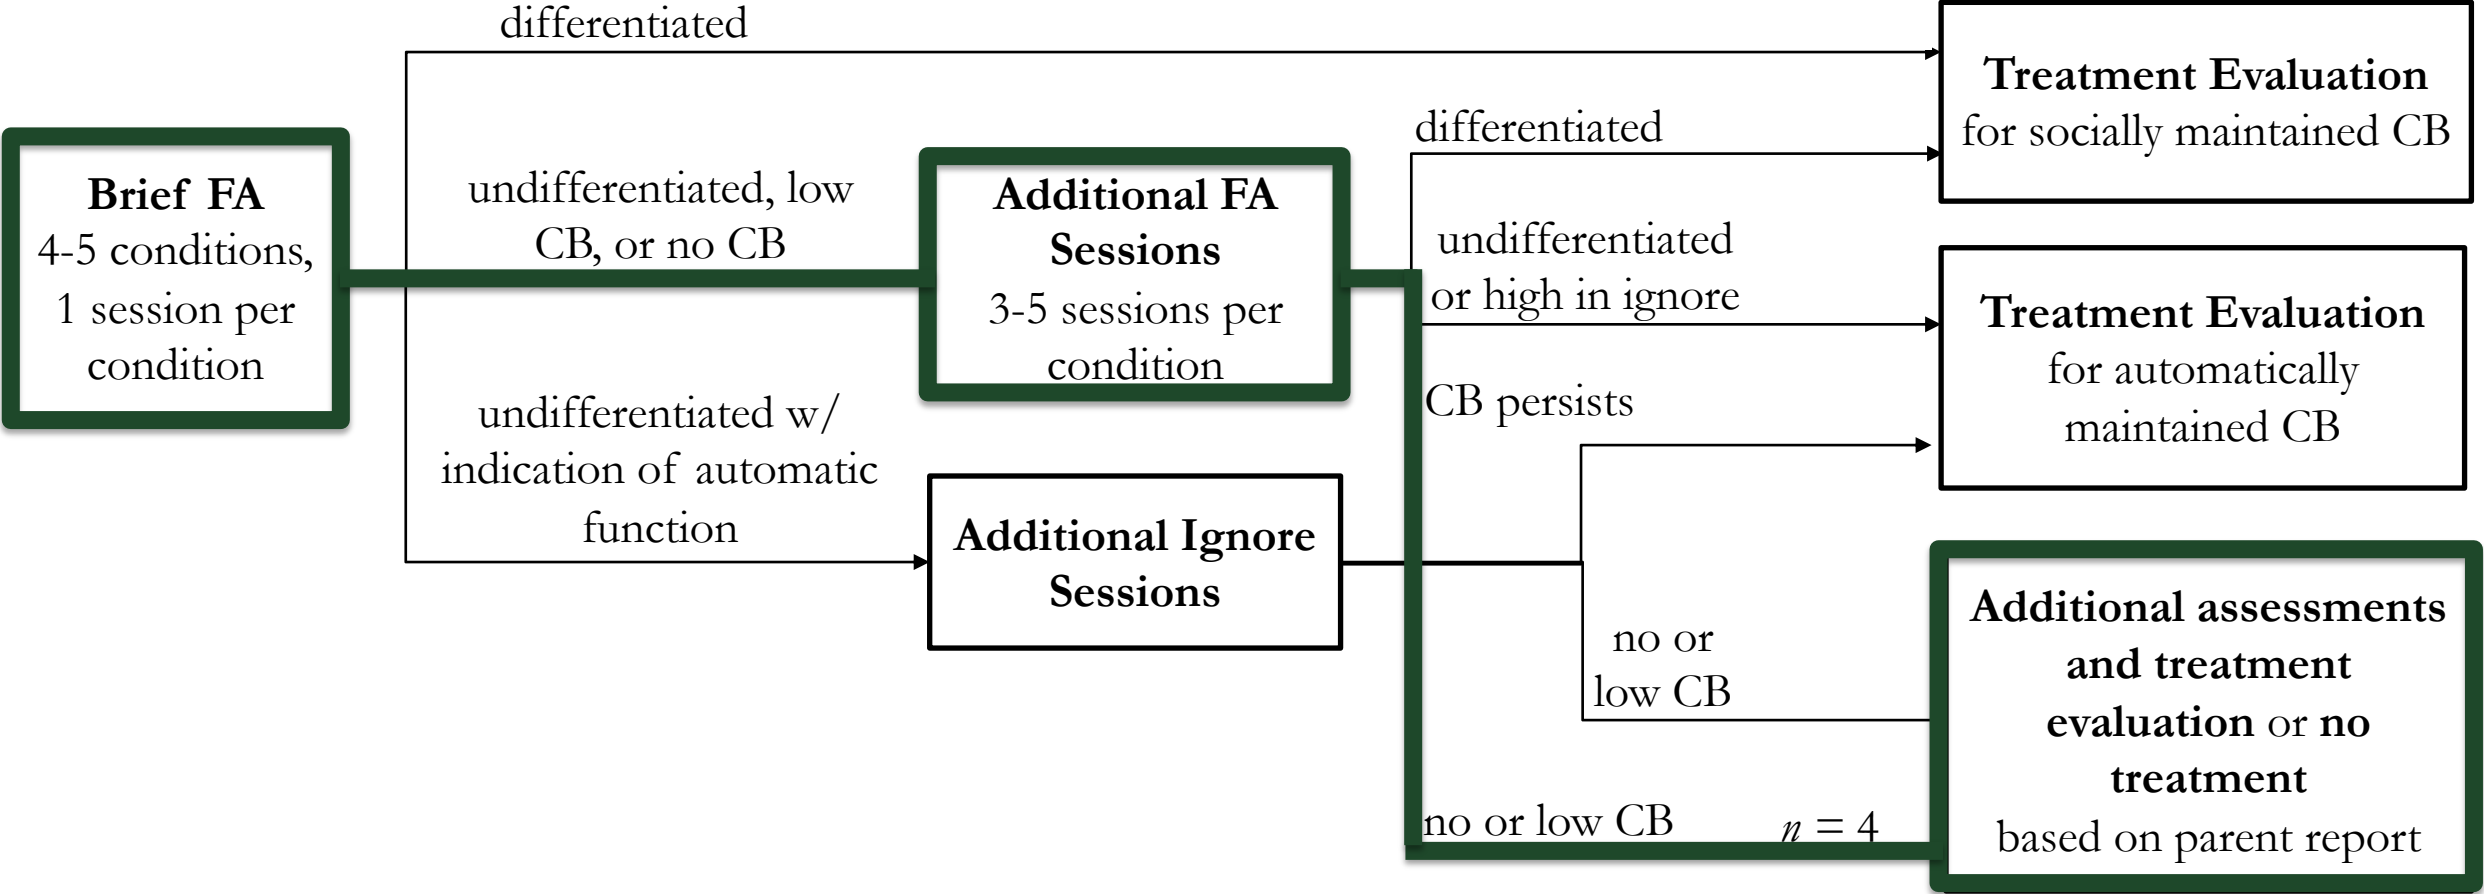 differentiated
Brief FA
4-5 conditions,
1 session per
condition
undifferentiated, low
CB, or no CB
undifferentiated w/
indication of automatic
function
Additional FA
Sessions
3-5 sessions per
condition
Additional Ignore
Sessions
differentiated
undifferentiated
or high in ignore
CB persists
no or
low CB
no or low CB
n = 4
Treatment Evaluation
for socially maintained CB
Treatment Evaluation
for automatically
maintained CB
Additional assessments
and treatment
evaluation or no
treatment
based on parent report